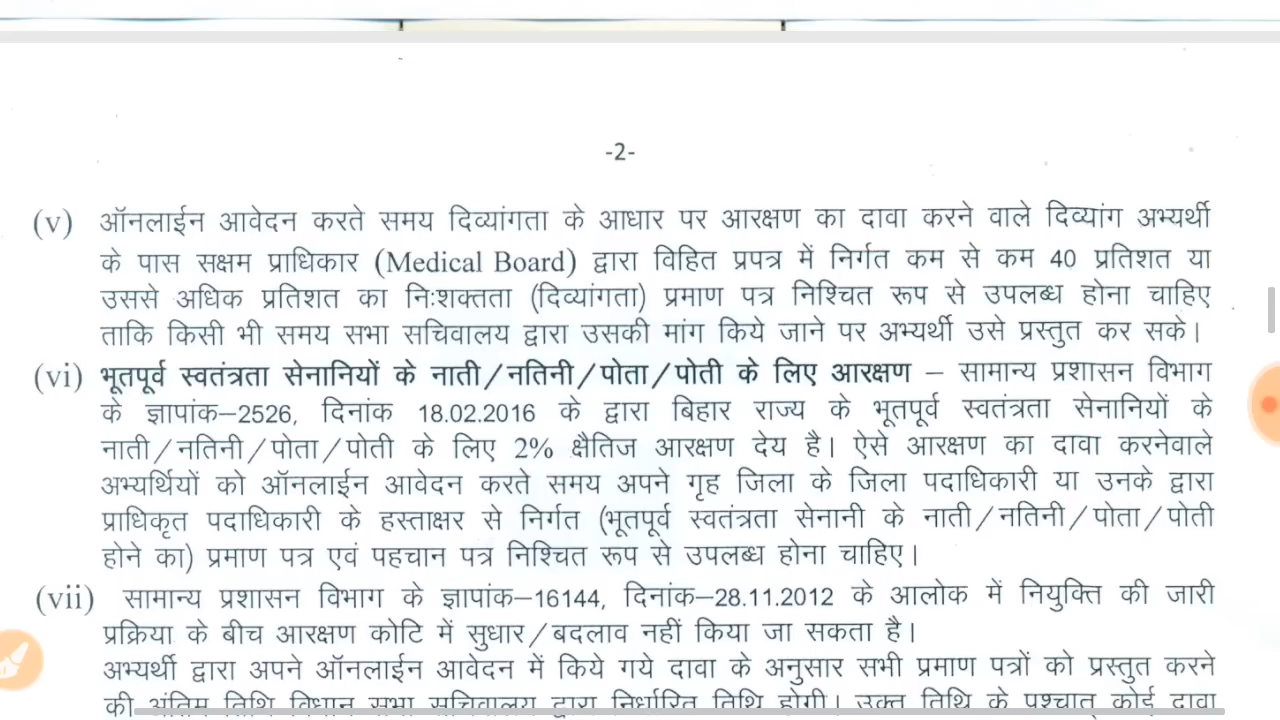 -2-
(v) ऑनलाईन आवेदन करते समय दिव्यांगता के आधार पर आरक्षण का दावा करने वाले दिव्यांग अभ्यर्थी
के पास सक्षम प्राधिकार (Medical Board) द्वारा विहित प्रपत्र में निर्गत कम से कम 40 प्रतिशत या
उससे अधिक प्रतिशत का निःशक्तता (दिव्यांगता) प्रमाण पत्र निश्चित रूप से उपलब्ध होना चाहिए
ताकि किसी भी समय सभा सचिवालय द्वारा उसकी मांग किये जाने पर अभ्यर्थी उसे प्रस्तुत कर सके।
(vi) भूतपूर्व स्वतंत्रता सेनानियों के नाती/नतिनी/पोता/पोती के लिए आरक्षण – सामान्य प्रशासन विभाग
के ज्ञापांक–2526, दिनांक 18.02.2016 के द्वारा बिहार राज्य के भूतपूर्व स्वतंत्रता सेनानियों के
नाती/नतिनी/पोता/पोती के लिए 2% क्षैतिज आरक्षण देय है। ऐसे आरक्षण का दावा करनेवाले
अभ्यर्थियों को ऑनलाईन आवेदन करते समय अपने गृह जिला के जिला पदाधिकारी या उनके द्वारा
प्राधिकृत पदाधिकारी के हस्ताक्षर से निर्गत (भूतपूर्व स्वतंत्रता सेनानी के नाती/नतिनी/पोता/पोती
होने का) प्रमाण पत्र एवं पहचान पत्र निश्चित रूप से उपलब्ध होना चाहिए।
(vii) सामान्य प्रशासन विभाग के ज्ञापांक–16144, दिनांक–28.11.2012 के आलोक में नियुक्ति की जारी
प्रक्रिया के बीच आरक्षण कोटि में सुधार/बदलाव नहीं किया जा सकता है।
अभ्यर्थी द्वारा अपने ऑनलाईन आवेदन में किये गये दावा के अनुसार सभी प्रमाण पत्रों को प्रस्तुत करने
की अंतिम तिथि विधान सभा सचिवालय द्वारा निर्धारित तिथि होगी। उक्त तिथि के पश्चात् कोई दावा